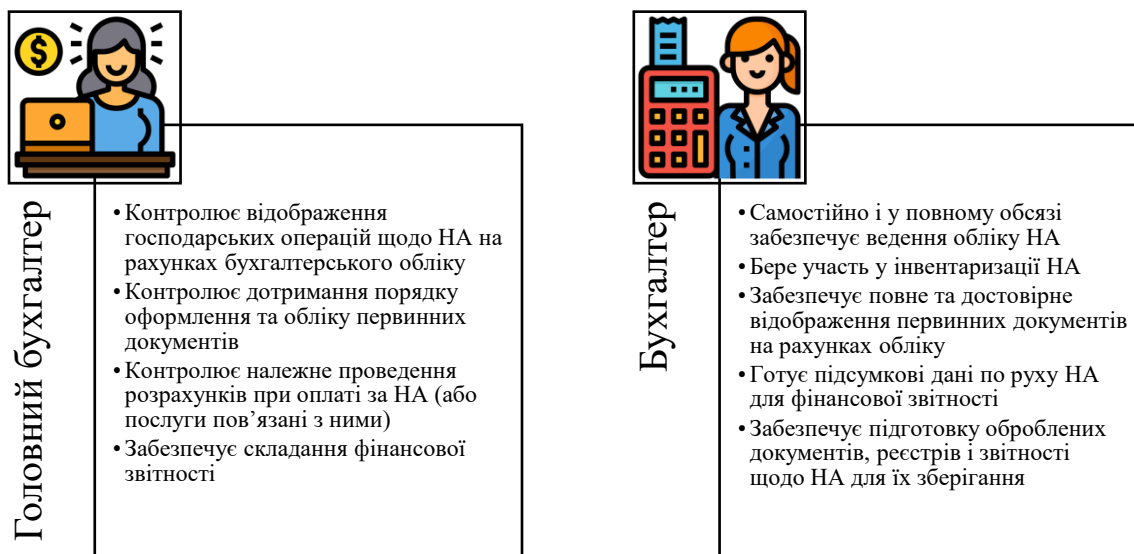 $
Головний бухгалтер
• Контролює відображення
господарських операцій щодо НА на
рахунках бухгалтерського обліку
• Контролює дотримання порядку
оформлення та обліку первинних
документів
• Контролює належне проведення
розрахунків при оплаті за НА (або
послуги пов’язані з ними)
• Забезпечує складання фінансової
звітності
Бухгалтер
• Самостійно і у повному обсязі
забезпечує ведення обліку НА
• Бере участь у інвентаризації НА
• Забезпечує повне та достовірне
відображення первинних документів
на рахунках обліку
• Готує підсумкові дані по руху НА
для фінансової звітності
• Забезпечує підготовку оброблених
документів, реєстрів і звітності
щодо НА для їх зберігання